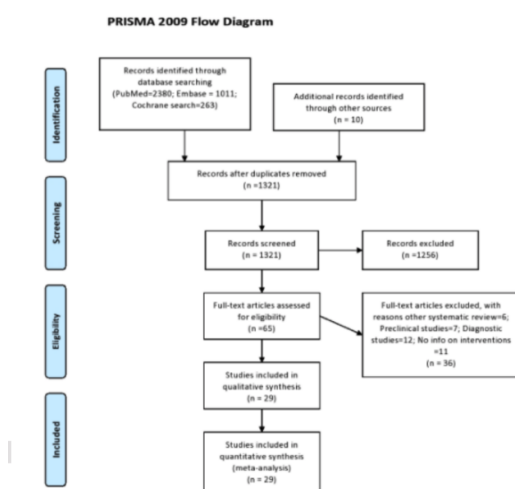 PRISMA 2009 Flow Diagram
Identification
Records identified through
database searching
(PubMed=2380; Embase = 1011;
Cochrane search=263)
Additional records identified
through other sources
(n = 10)
Records after duplicates removed
(n =1321)
Screening
Records screened
(n = 1321)
Records excluded
(n =1256)
Eligibility
Full-text articles assessed
for eligibility
(n =65)
Full-text articles excluded, with
reasons other systematic review=6;
Preclinical studies=7; Diagnostic
studies=12; No info on interventions
=11
(n = 36)
Studies included in
qualitative synthesis
(n = 29)
Included
Studies included in
quantitative synthesis
(meta-analysis)
(n = 29)